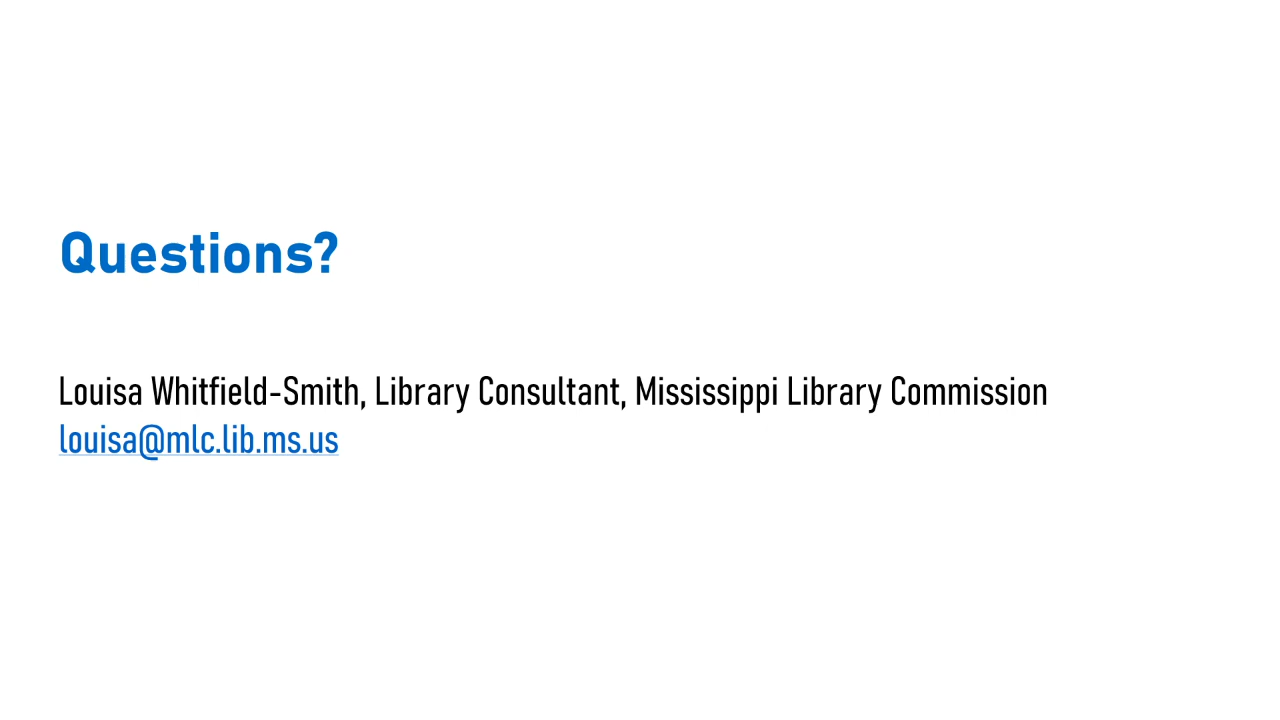 Questions?
Louisa Whitfield-Smith, Library Consultant, Mississippi Library Commission
louisa@mlc.lib.ms.us